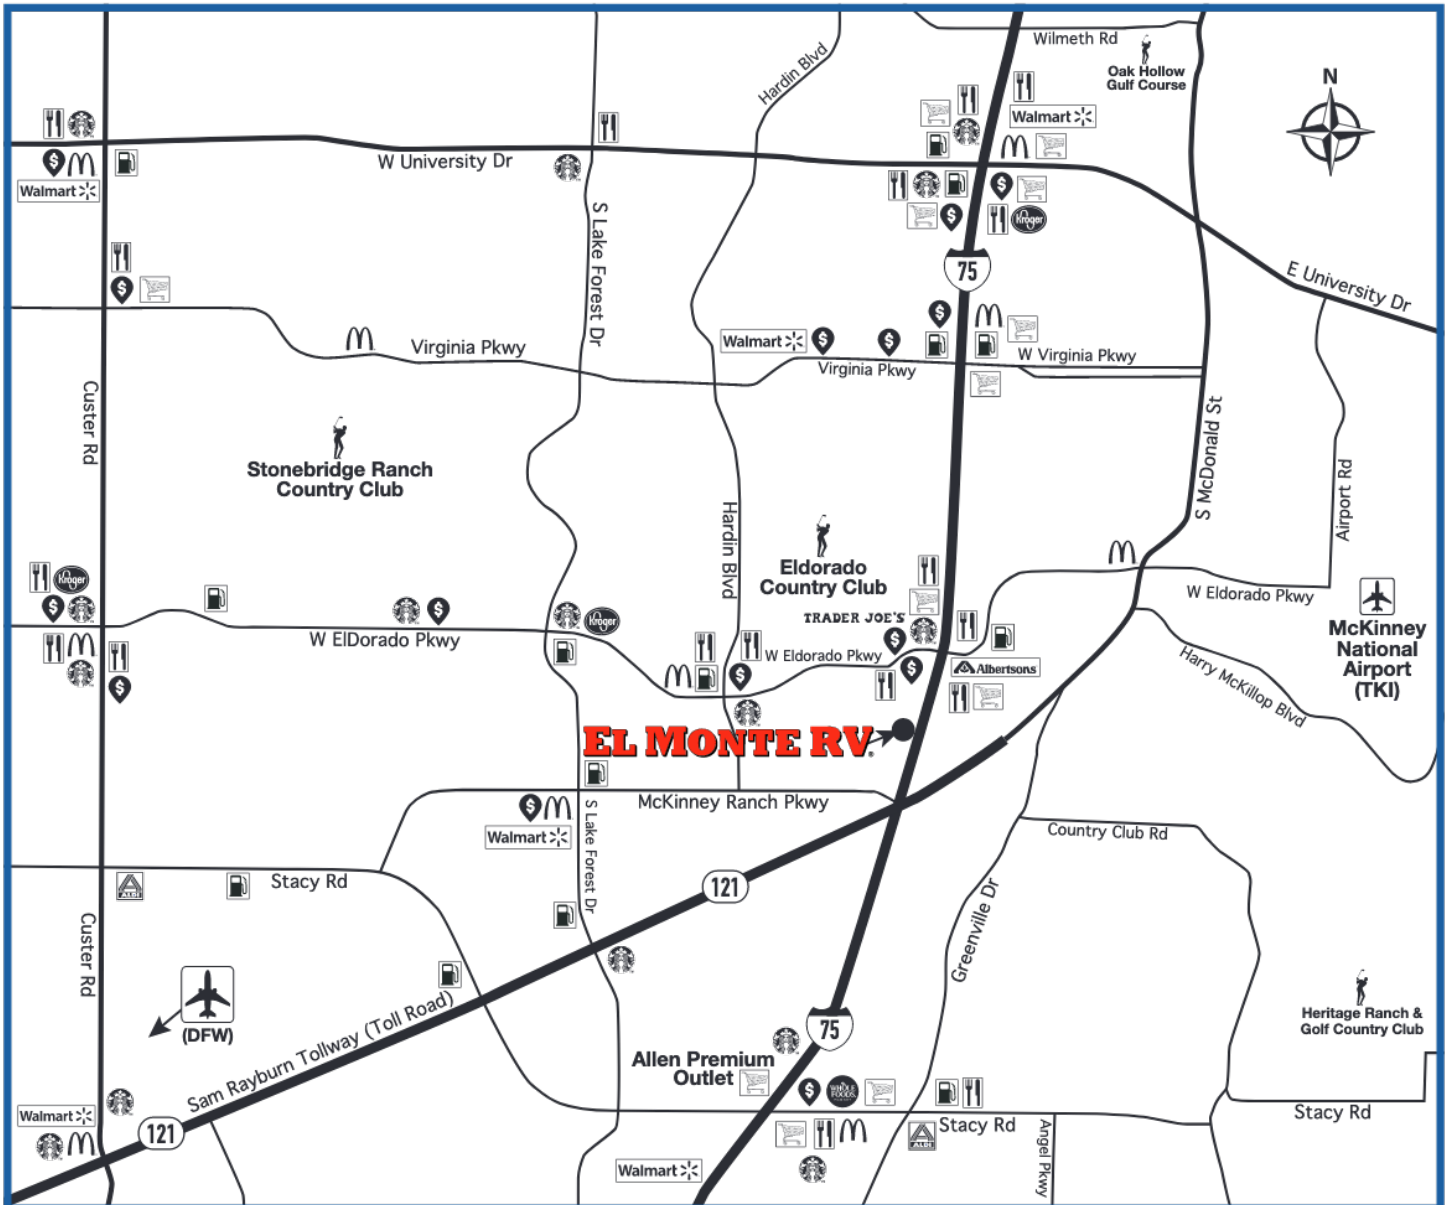 Wilmeth Rd
Oak Hollow
Gulf Course
N
Hardin Blvd
Walmart
W University Dr
Walmart
Kroger
S Lake Forest Dr
75
E University Dr
Walmart
Virginia Pkwy
Virginia Pkwy
W Virginia Pkwy
Custer Rd
S McDonald St
Stonebridge Ranch
Country Club
Airport Rd
Hardin Blvd
Eldorado
Country Club
Kroger
TRADER JOE'S
Kroger
W Eldorado Pkwy
W ElDorado Pkwy
W Eldorado Pkwy
Albertsons
McKinney
National
Airport
(TKI)
Harry McKillop Blvd
EL MONTE RV
McKinney Ranch Pkwy
Walmart
S Lake Forest Dr
Country Club Rd
Stacy Rd
ALDI
121
Custer Rd
Greenville Dr
(DFW)
Sam Rayburn Tollway (Toll Road)
75
Heritage Ranch &
Golf Country Club
Allen Premium
Outlet
WHOLE
FOODS
Walmart
121
Stacy Rd
Stacy Rd
ALDI
Angel Pkwy
Walmart